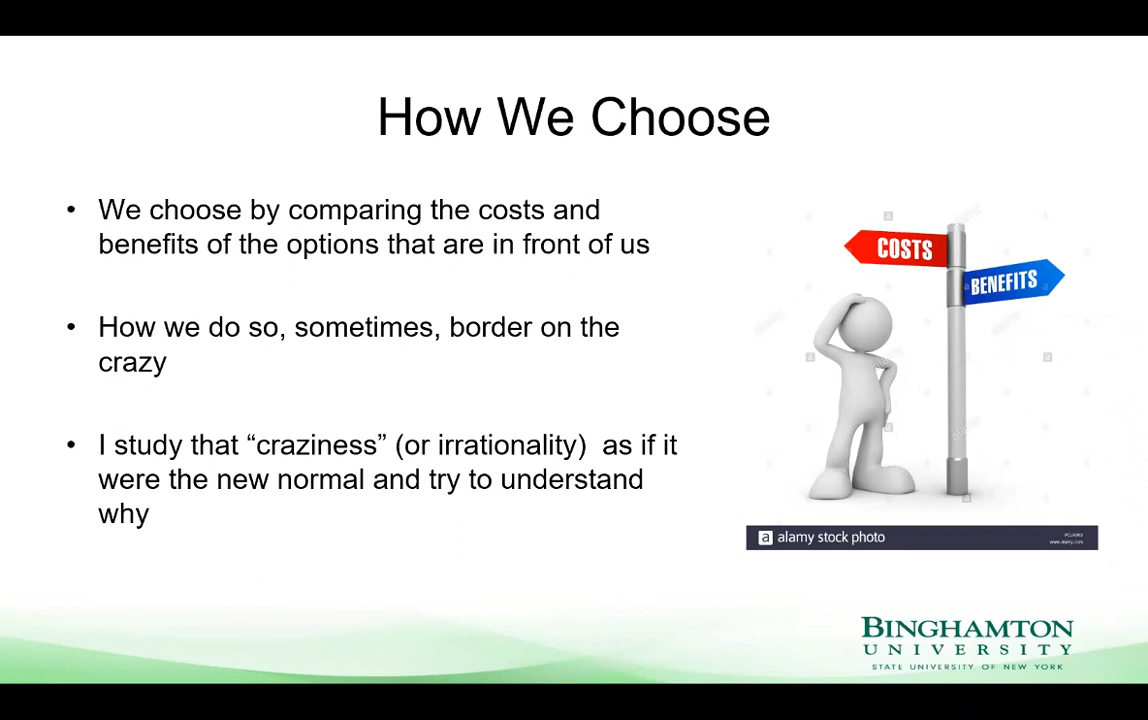 How We Choose
• We choose by comparing the costs and
benefits of the options that are in front of us
• How we do so, sometimes, border on the
crazy
• I study that “craziness” (or irrationality)  as if it
were the new normal and try to understand
why
COSTS
BENEFITS
a alamy stock photo
www.alamy.com
BINGHAMTON
UNIVERSITY
STATE UNIVERSITY OF NEW YORK